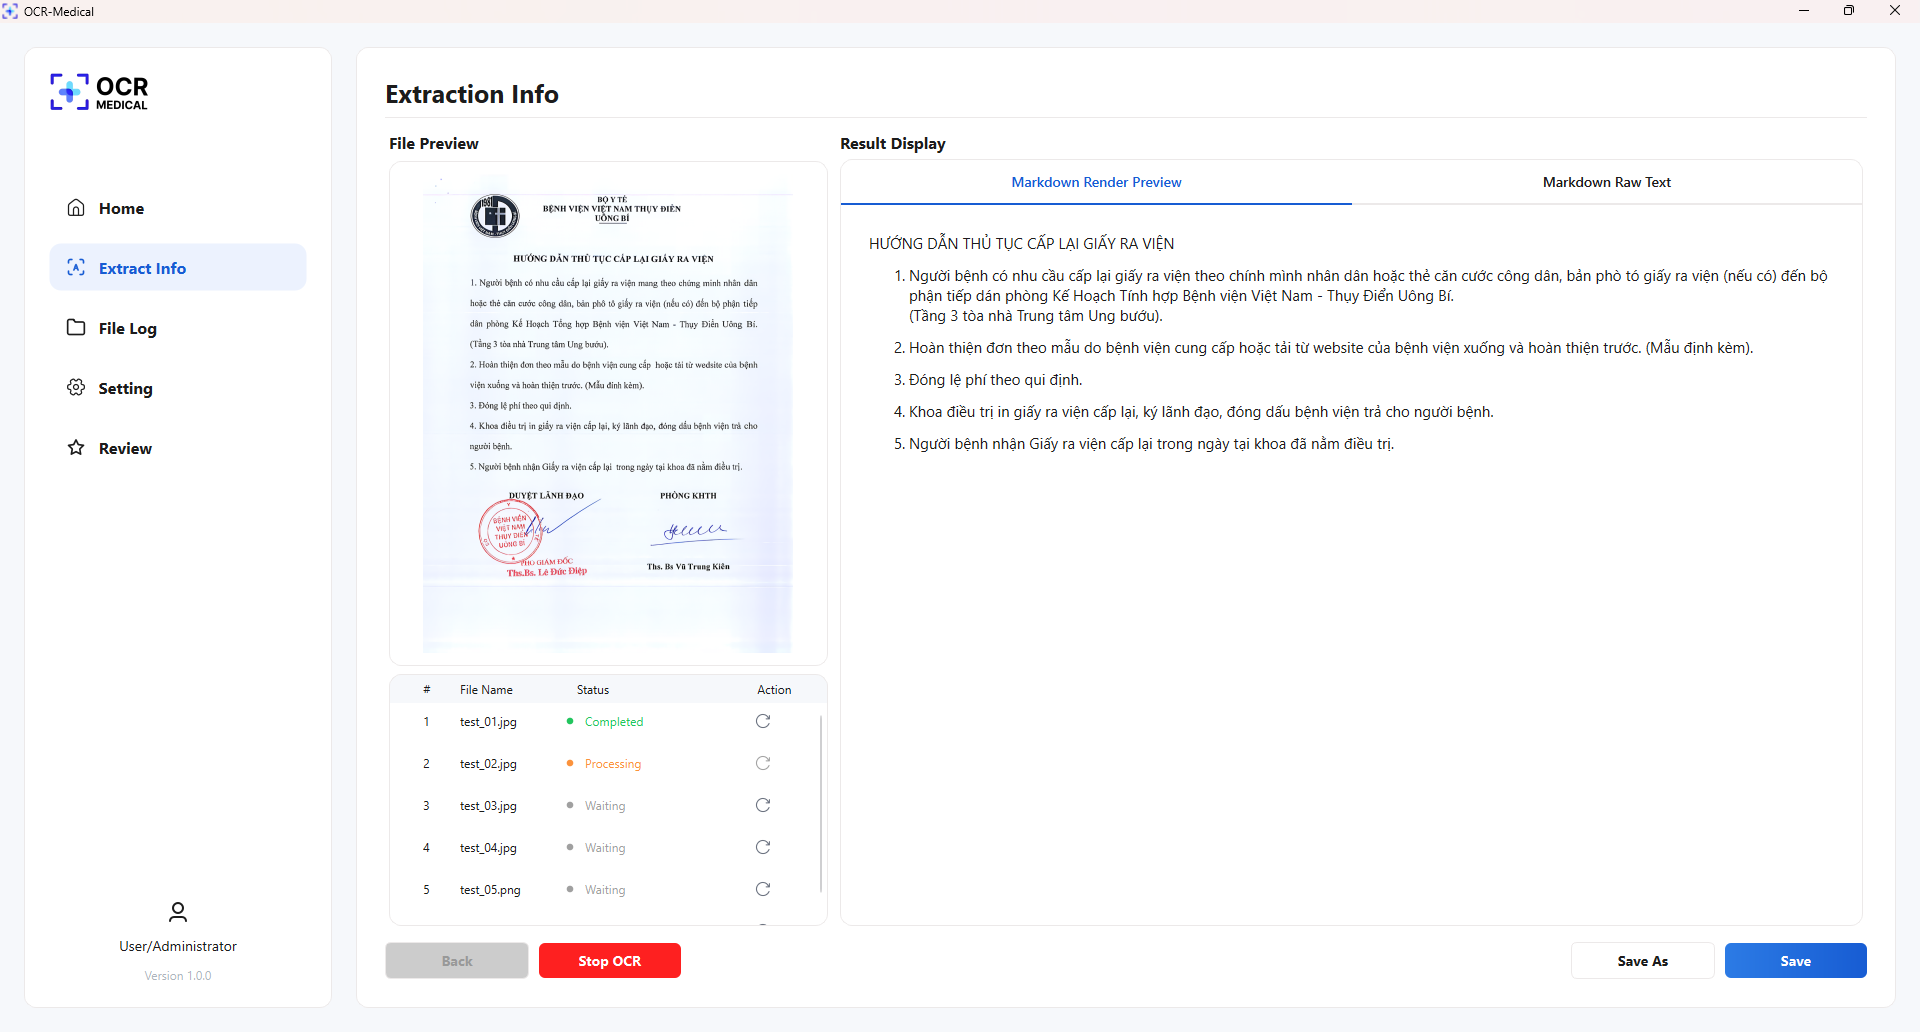 OCR-Medical
OCR
MEDICAL
Home
Extract Info
File Log
Setting
Review
User/Administrator
Version 1.0.0
Extraction Info
File Preview
1981
BỘ Y TẾ
BỆNH VIỆN VIỆT NAM THỤY ĐIỂN
UÔNG BÍ
HƯỚNG DẪN THỦ TỤC CẤP LẠI GIẤY RA VIỆN
1. Người bệnh có nhu cầu cấp lại giấy ra viện mang theo chứng minh nhân dân
hoặc thẻ căn cước công dân, bản phô tô giấy ra viện (nếu có) đến bộ phận tiếp
dân phòng Kế Hoạch Tổng hợp Bệnh viện Việt Nam - Thụy Điển Uông Bí.
(Tầng 3 tòa nhà Trung tâm Ung bướu).
2. Hoàn thiện đơn theo mẫu do bệnh viện cung cấp hoặc tải từ wedsite của bệnh
viện xuống và hoàn thiện trước. (Mẫu đính kèm).
3. Đóng lệ phí theo qui định.
4. Khoa điều trị in giấy ra viện cấp lại, ký lãnh đạo, đóng dấu bệnh viện trả cho
người bệnh.
5. Người bệnh nhận Giấy ra viện cấp lại trong ngày tại khoa đã nằm điều trị.
DUYỆT LÃNH ĐẠO PHÒNG KHTH
BỆNH VIỆN
VIỆT NAM
THỤY ĐIỂN
UÔNG BÍ
PHÓ GIÁM ĐỐC
Ths.Bs. Lê Đức Điệp Ths. Bs Vũ Trung Kiên
# File Name Status Action
1 test_01.jpg Completed
2 test_02.jpg Processing
3 test_03.jpg Waiting
4 test_04.jpg Waiting
5 test_05.png Waiting
Back
Stop OCR
Result Display
Markdown Render Preview
Markdown Raw Text
HƯỚNG DẪN THỦ TỤC CẤP LẠI GIẤY RA VIỆN
1. Người bệnh có nhu cầu cấp lại giấy ra viện theo chính mình nhân dân hoặc thẻ căn cước công dân, bản phò tó giấy ra viện (nếu có) đến bộ
phận tiếp dán phòng Kế Hoạch Tính hợp Bệnh viện Việt Nam - Thụy Điển Uông Bí.
(Tầng 3 tòa nhà Trung tâm Ung bướu).
2. Hoàn thiện đơn theo mẫu do bệnh viện cung cấp hoặc tải từ website của bệnh viện xuống và hoàn thiện trước. (Mẫu định kèm).
3. Đóng lệ phí theo qui định.
4. Khoa điều trị in giấy ra viện cấp lại, ký lãnh đạo, đóng dấu bệnh viện trả cho người bệnh.
5. Người bệnh nhận Giấy ra viện cấp lại trong ngày tại khoa đã nằm điều trị.
Save As
Save